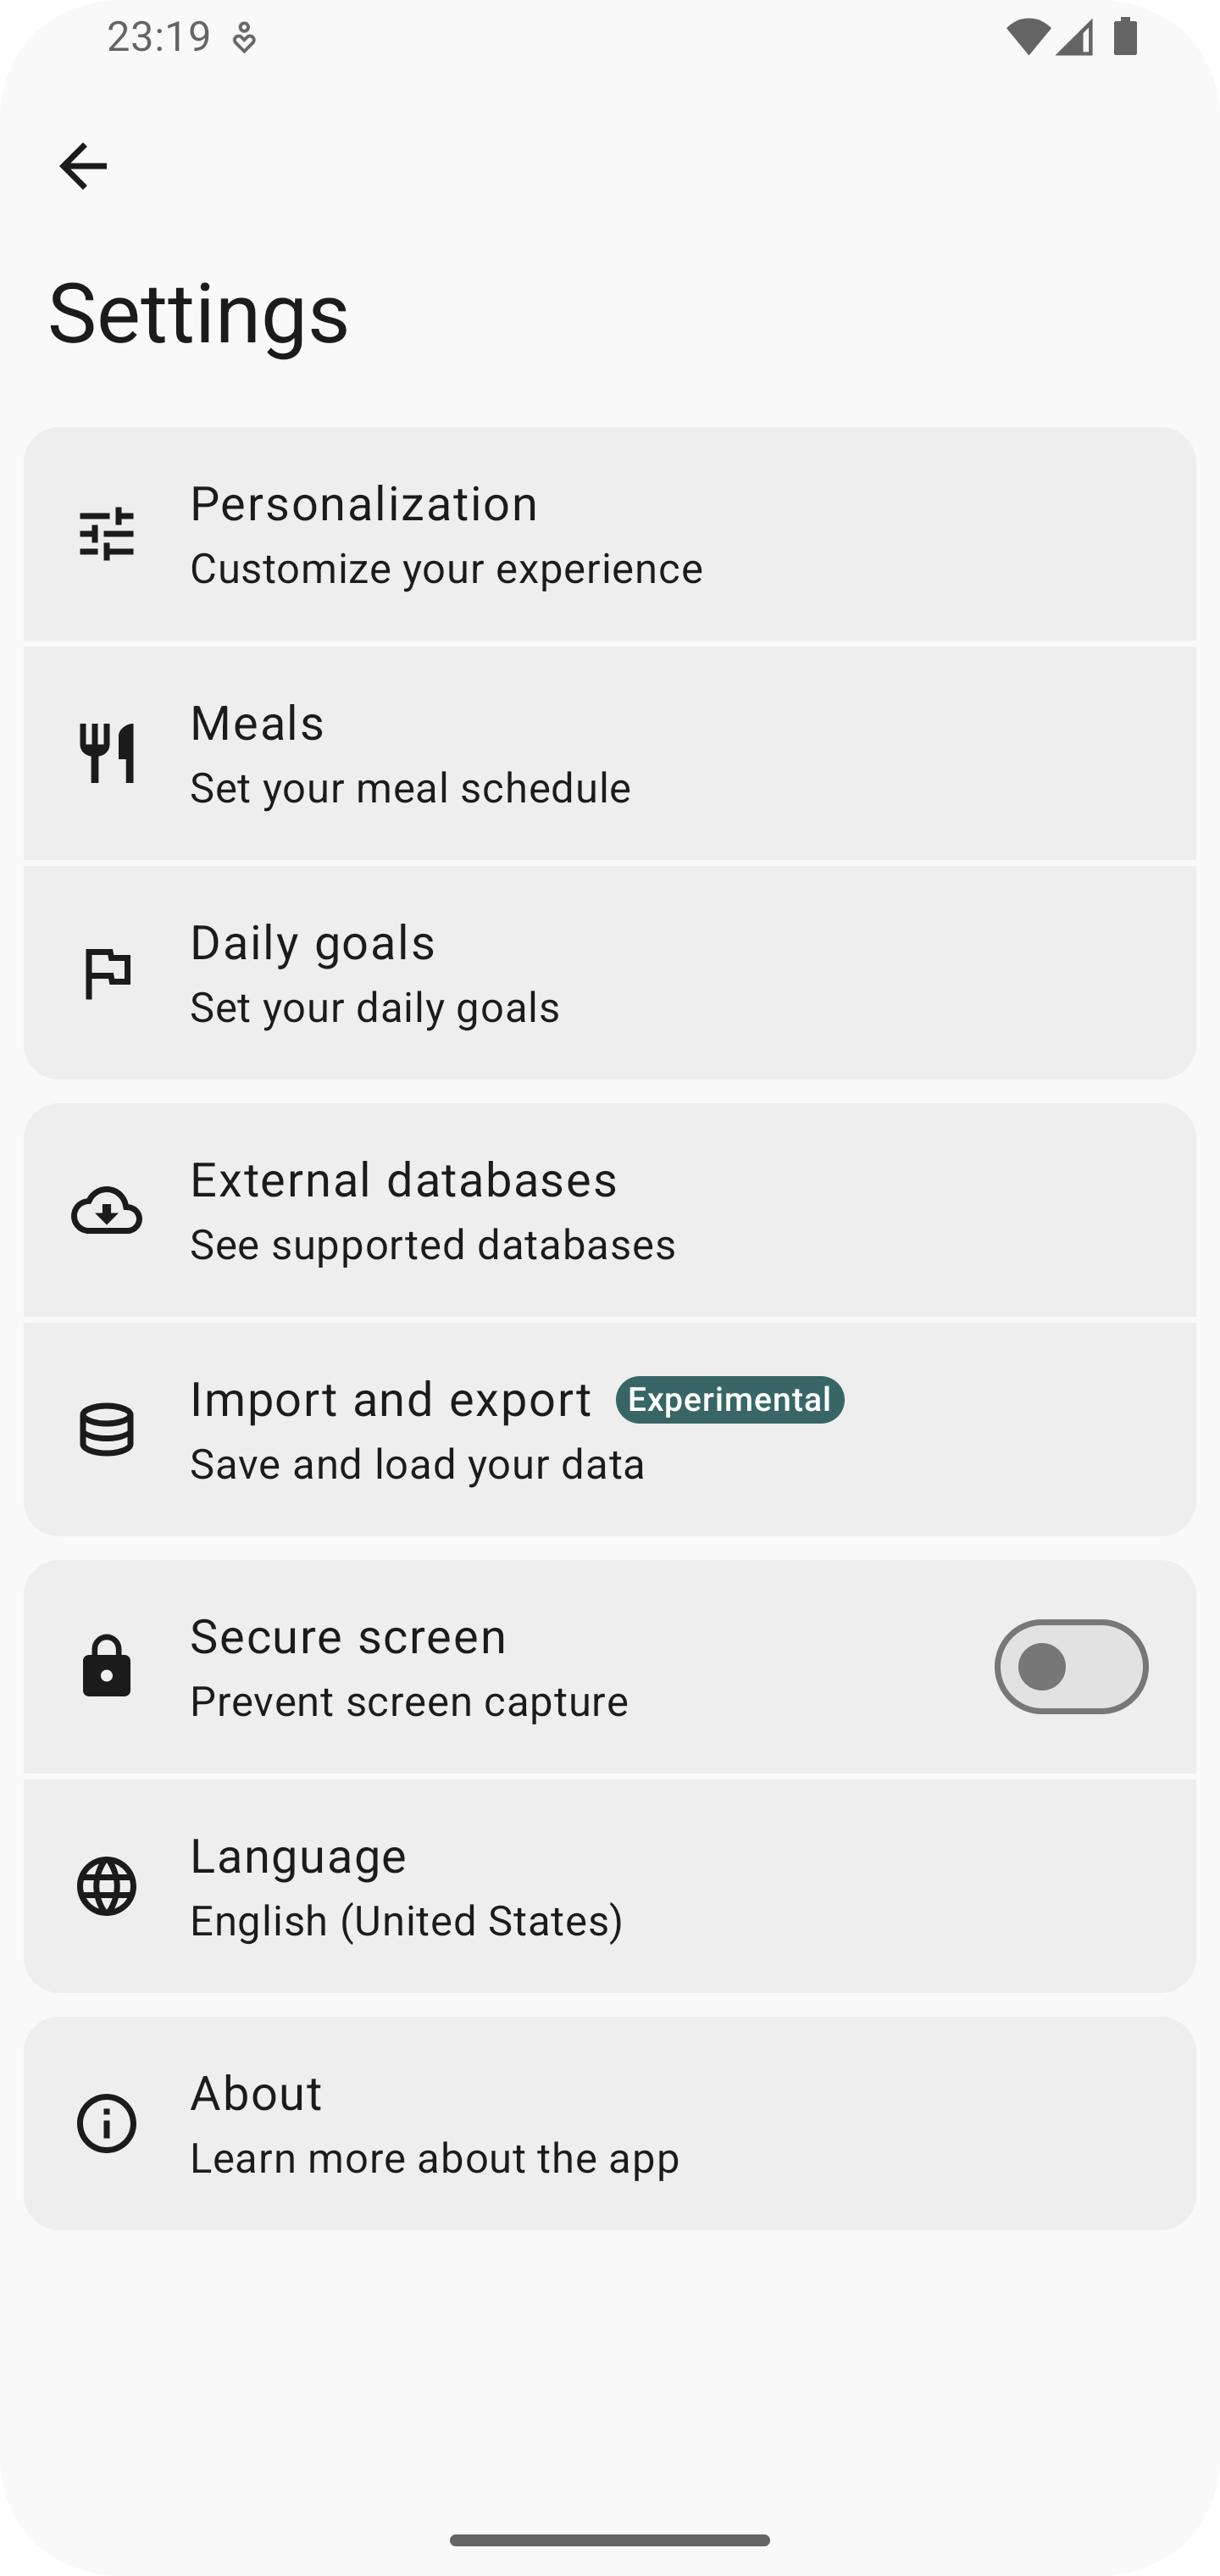 23:19
Settings
Personalization
Customize your experience
Meals
Set your meal schedule
Daily goals
Set your daily goals
External databases
See supported databases
Import and export Experimental
Save and load your data
Secure screen
Prevent screen capture
Language
English (United States)
About
Learn more about the app